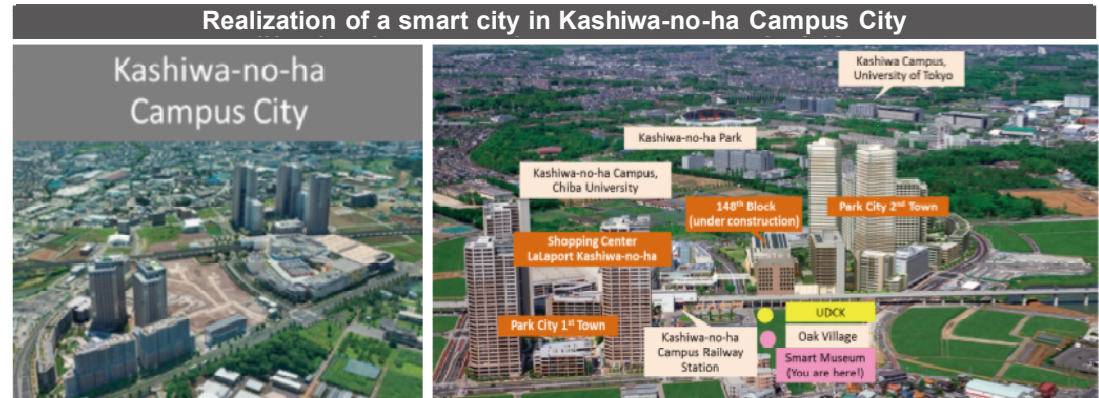 Realization of a smart city in Kashiwa-no-ha Campus City
Kashiwa-no-ha
Campus City
Kashiwa Campus,
University of Tokyo
Kashiwa-no-ha Park
Kashiwa-no-ha Campus,
Chiba University
148th Block
(under construction)
Park City 2nd Town
Shopping Center
LaLaport Kashiwa-no-ha
Park City 1st Town
Kashiwa-no-ha
Campus Railway
Station
UDCK
Oak Village
Smart Museum
(You are here!)